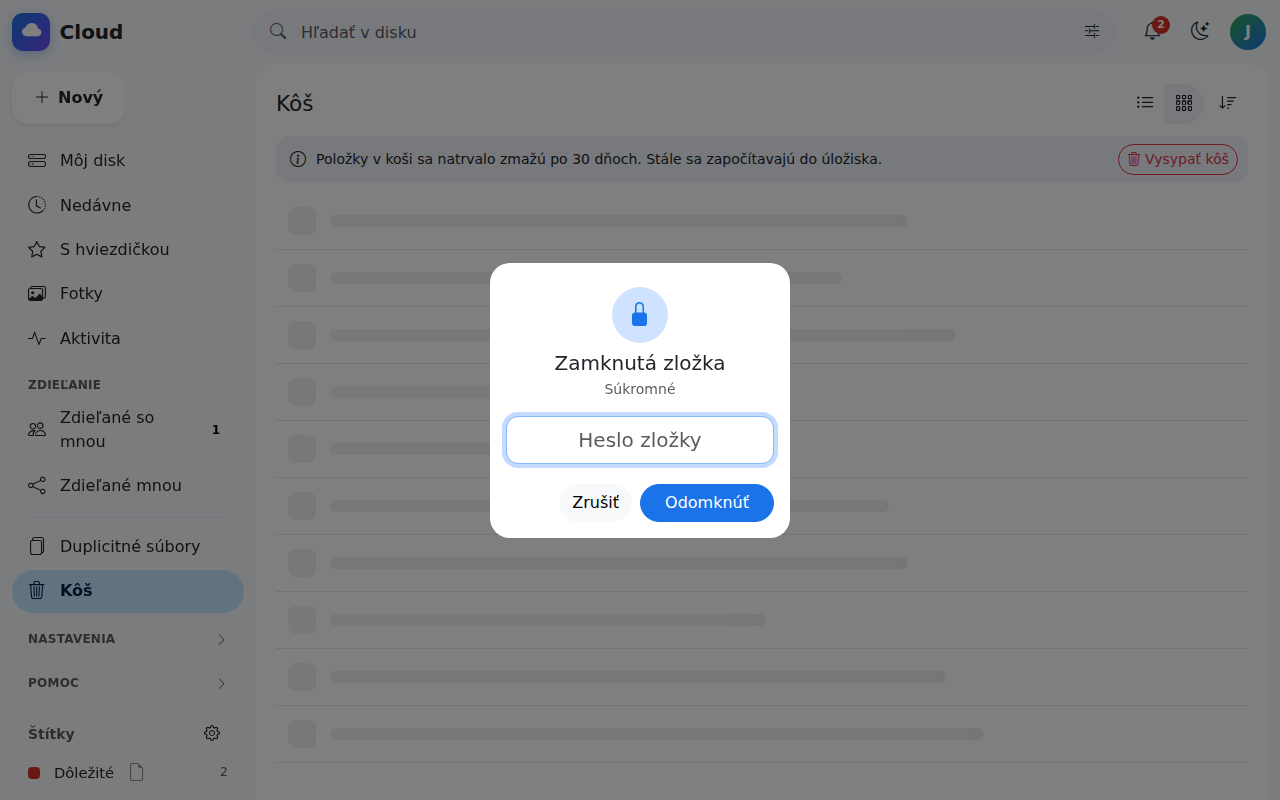 Cloud
Hľadať v disku
2
J
Nový
Môj disk
Nedávne
S hviezdičkou
Fotky
Aktivita
ZDIEĽANIE
Zdieľané so
mnou
1
Zdieľané mnou
Duplicitné súbory
Kôš
NASTAVENIA
POMOC
Štítky
Dôležité
2
Kôš
Položky v koši sa natrvalo zmažú po 30 dňoch. Stále sa započítavajú do úložiska.
Vysypať kôš
Zamknutá zložka
Súkromné
Heslo zložky
Zrušiť
Odomknúť